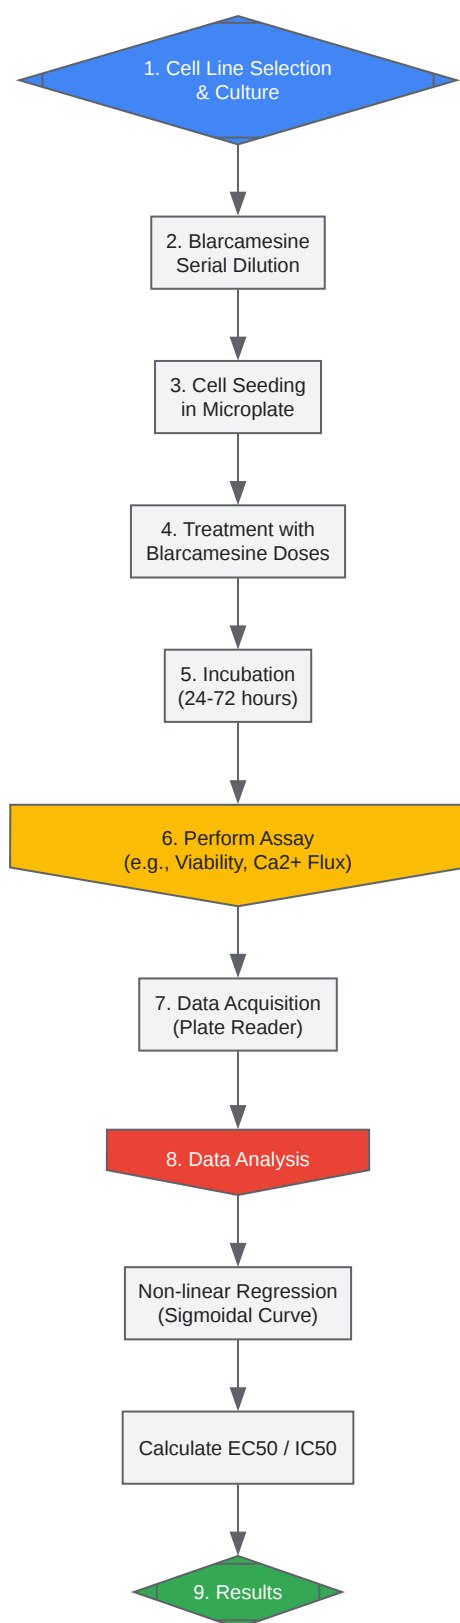 1. Cell Line Selection
& Culture
2. Blarcamesine
Serial Dilution
3. Cell Seeding
in Microplate
4. Treatment with
Blarcamesine Doses
5. Incubation
(24-72 hours)
6. Perform Assay
(e.g., Viability, Ca2+ Flux)
7. Data Acquisition
(Plate Reader)
8. Data Analysis
Non-linear Regression
(Sigmoidal Curve)
Calculate EC50 / IC50
9. Results